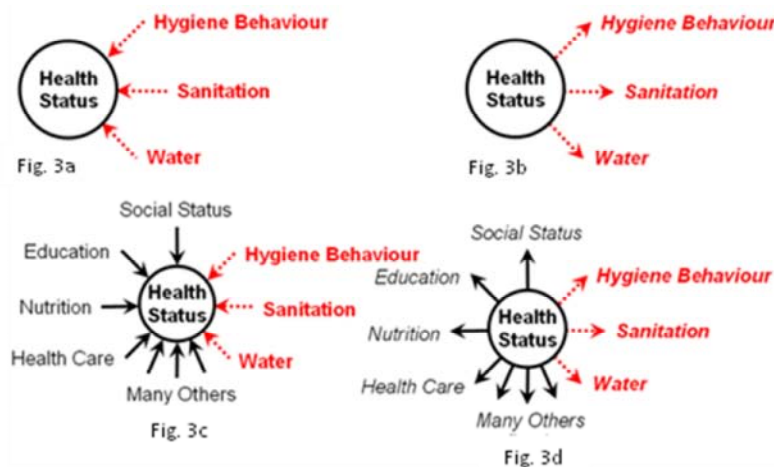 Hygiene Behaviour
Health
Status
Sanitation
Water
Fig. 3a
Hygiene Behaviour
Health
Status
Sanitation
Water
Fig. 3b
Social Status
Education
Hygiene Behaviour
Health
Status
Nutrition
Sanitation
Health Care
Water
Many Others
Fig. 3c
Social Status
Education
Hygiene Behaviour
Health
Status
Nutrition
Sanitation
Health Care
Water
Many Others
Fig. 3d